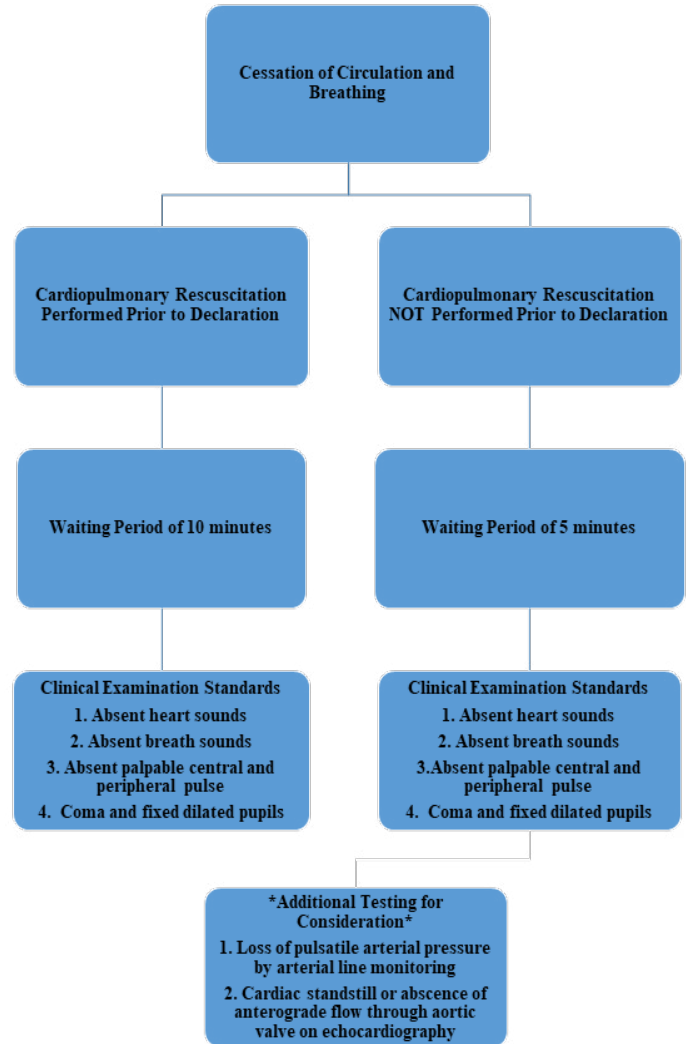 Cessation of Circulation and
Breathing
Cardiopulmonary Rescuscitation
Performed Prior to Declaration
Cardiopulmonary Rescuscitation
NOT Performed Prior to Declaration
Waiting Period of 10 minutes
Waiting Period of 5 minutes
Clinical Examination Standards
1. Absent heart sounds
2. Absent breath sounds
3. Absent palpable central and
peripheral pulse
4. Coma and fixed dilated pupils
Clinical Examination Standards
1. Absent heart sounds
2. Absent breath sounds
3.Absent palpable central and
peripheral pulse
4. Coma and fixed dilated pupils
*Additional Testing for
Consideration*
1. Loss of pulsatile arterial pressure
by arterial line monitoring
2. Cardiac standstill or abscence of
anterograde flow through aortic
valve on echocardiography